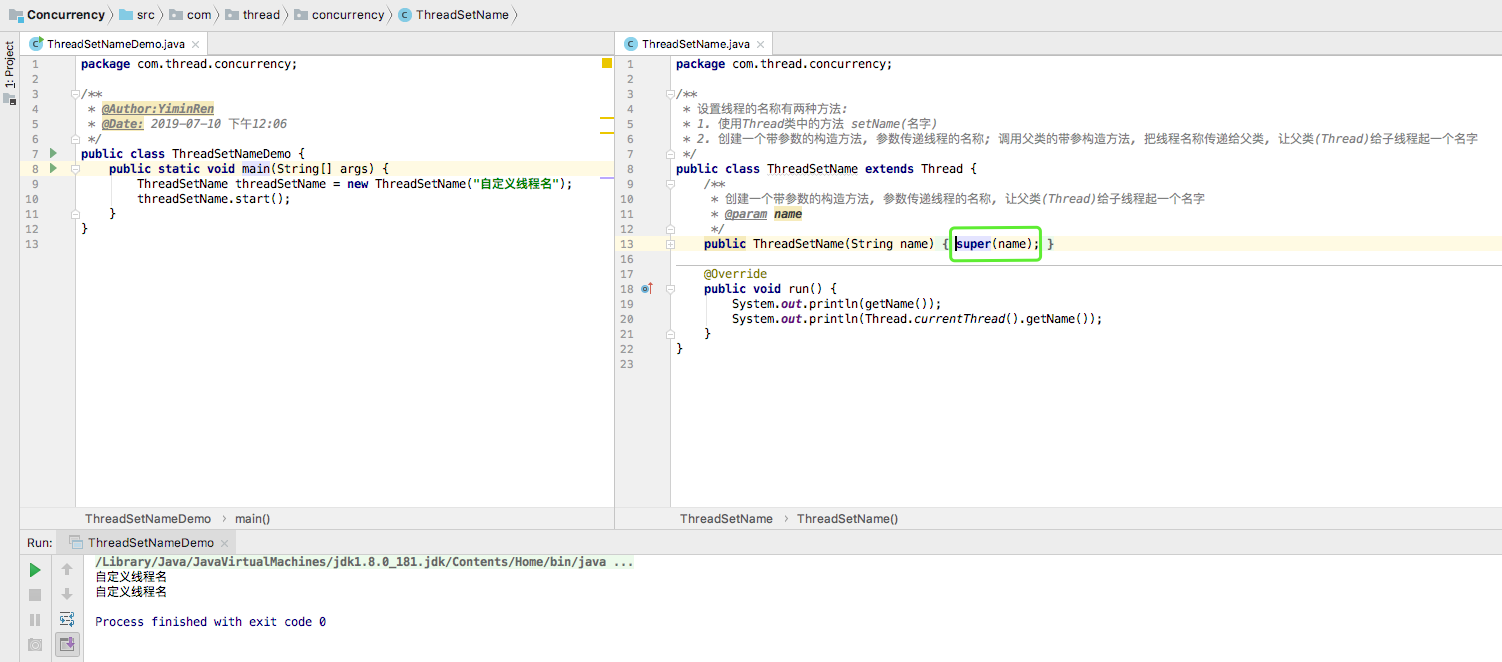 Concurrency src com thread concurrency ThreadSetName
1: Project
ThreadSetNameDemo.java
1 package com.thread.concurrency;
2
3 /**
4 * @Author:YiminRen
5 * @Date: 2019-07-10 下午12:06
6 */
7 public class ThreadSetNameDemo {
8 public static void main(String[] args) {
9 ThreadSetName threadSetName = new ThreadSetName("自定义线程名");
10 threadSetName.start();
11 }
12 }
13
ThreadSetNameDemo › main()
ThreadSetName.java
1 package com.thread.concurrency;
2
3 /**
4 * 设置线程的名称有两种方法:
5 * 1. 使用Thread类中的方法 setName(名字)
6 * 2. 创建一个带参数的构造方法, 参数传递线程的名称; 调用父类的带参构造方法, 把线程名称传递给父类, 让父类(Thread)给子线程起一个名字
7 */
8 public class ThreadSetName extends Thread {
9 /**
10 * 创建一个带参数的构造方法, 参数传递线程的名称, 让父类(Thread)给子线程起一个名字
11 * @param name
12 */
13 public ThreadSetName(String name) { super(name); }
16
17 @Override
18 public void run() {
19 System.out.println(getName());
20 System.out.println(Thread.currentThread().getName());
21 }
22 }
23
ThreadSetName › ThreadSetName()
Run: ThreadSetNameDemo
/Library/Java/JavaVirtualMachines/jdk1.8.0_181.jdk/Contents/Home/bin/java ...
自定义线程名
自定义线程名
Process finished with exit code 0